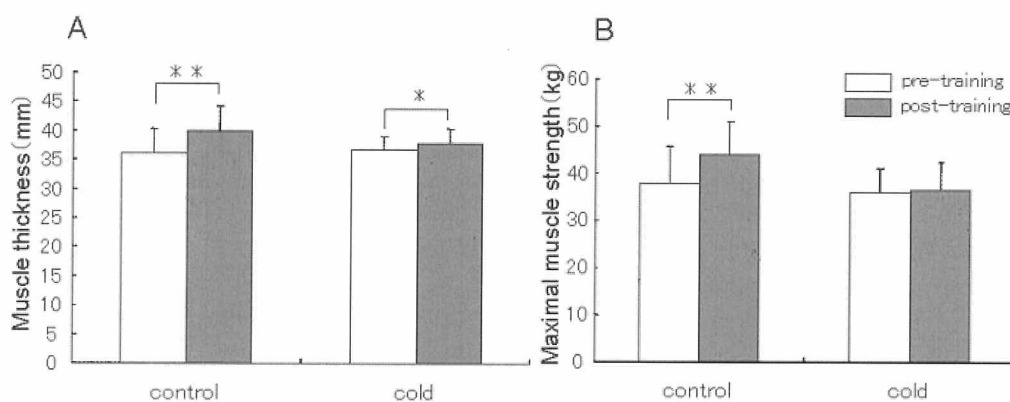 A
Muscle thickness (mm)
50
45
40
35
30
25
20
15
10
5
0
**
*
control
cold
B
Maximal muscle strength(kg)
60
50
40
30
20
10
0
**
pre-training
post-training
control
cold